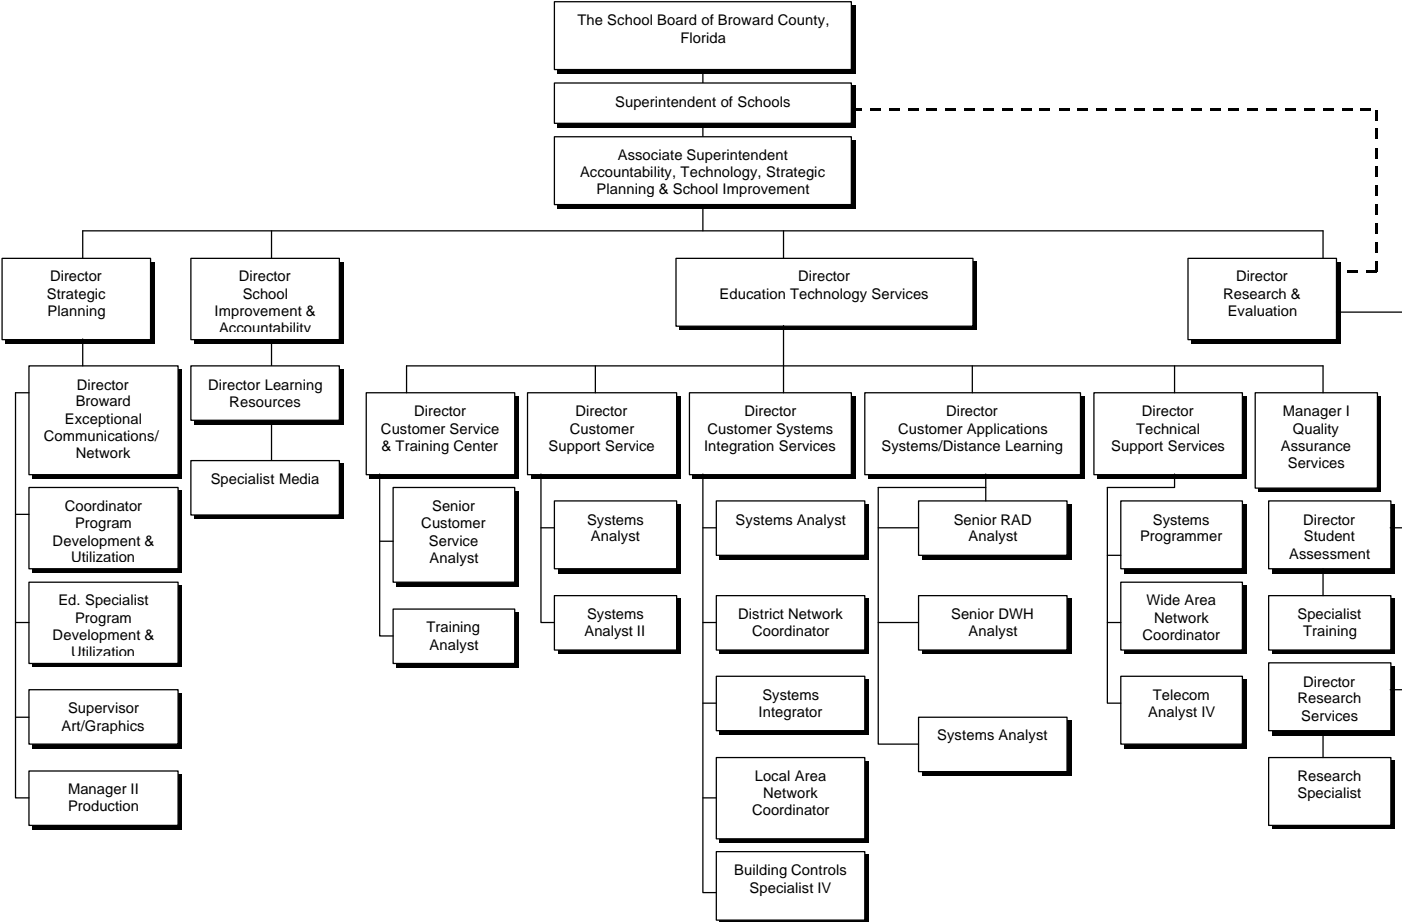 The School Board of Broward County,
Florida
Superintendent of Schools
Associate Superintendent
Accountability, Technology, Strategic
Planning & School Improvement
Director
Strategic
Planning
Director
School
Improvement &
Accountability
Director
Education Technology Services
Director
Research &
Evaluation
Director
Broward
Exceptional
Communications/
Network
Coordinator
Program
Development &
Utilization
Ed. Specialist
Program
Development &
Utilization
Supervisor
Art/Graphics
Manager II
Production
Director Learning
Resources
Specialist Media
Director
Customer Service
& Training Center
Senior
Customer
Service
Analyst
Training
Analyst
Director
Customer
Support Service
Systems
Analyst
Systems
Analyst II
Director
Customer Systems
Integration Services
Systems Analyst
District Network
Coordinator
Systems
Integrator
Local Area
Network
Coordinator
Building Controls
Specialist IV
Director
Customer Applications
Systems/Distance Learning
Senior RAD
Analyst
Senior DWH
Analyst
Systems Analyst
Director
Technical
Support Services
Systems
Programmer
Wide Area
Network
Coordinator
Telecom
Analyst IV
Manager I
Quality
Assurance
Services
Director
Student
Assessment
Specialist
Training
Director
Research
Services
Research
Specialist